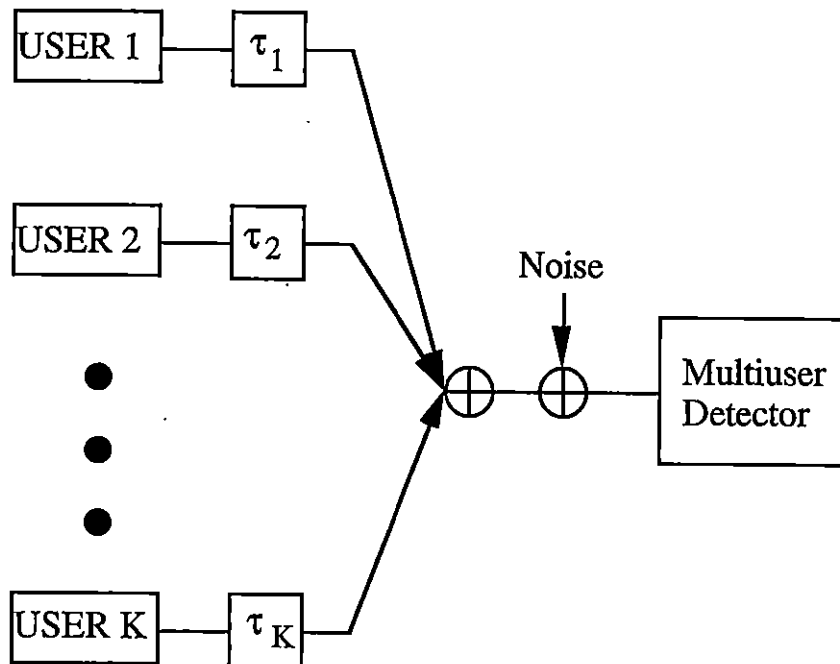 USER 1
τ1
USER 2
τ2
Noise
Multiuser
Detector
USER K
τK